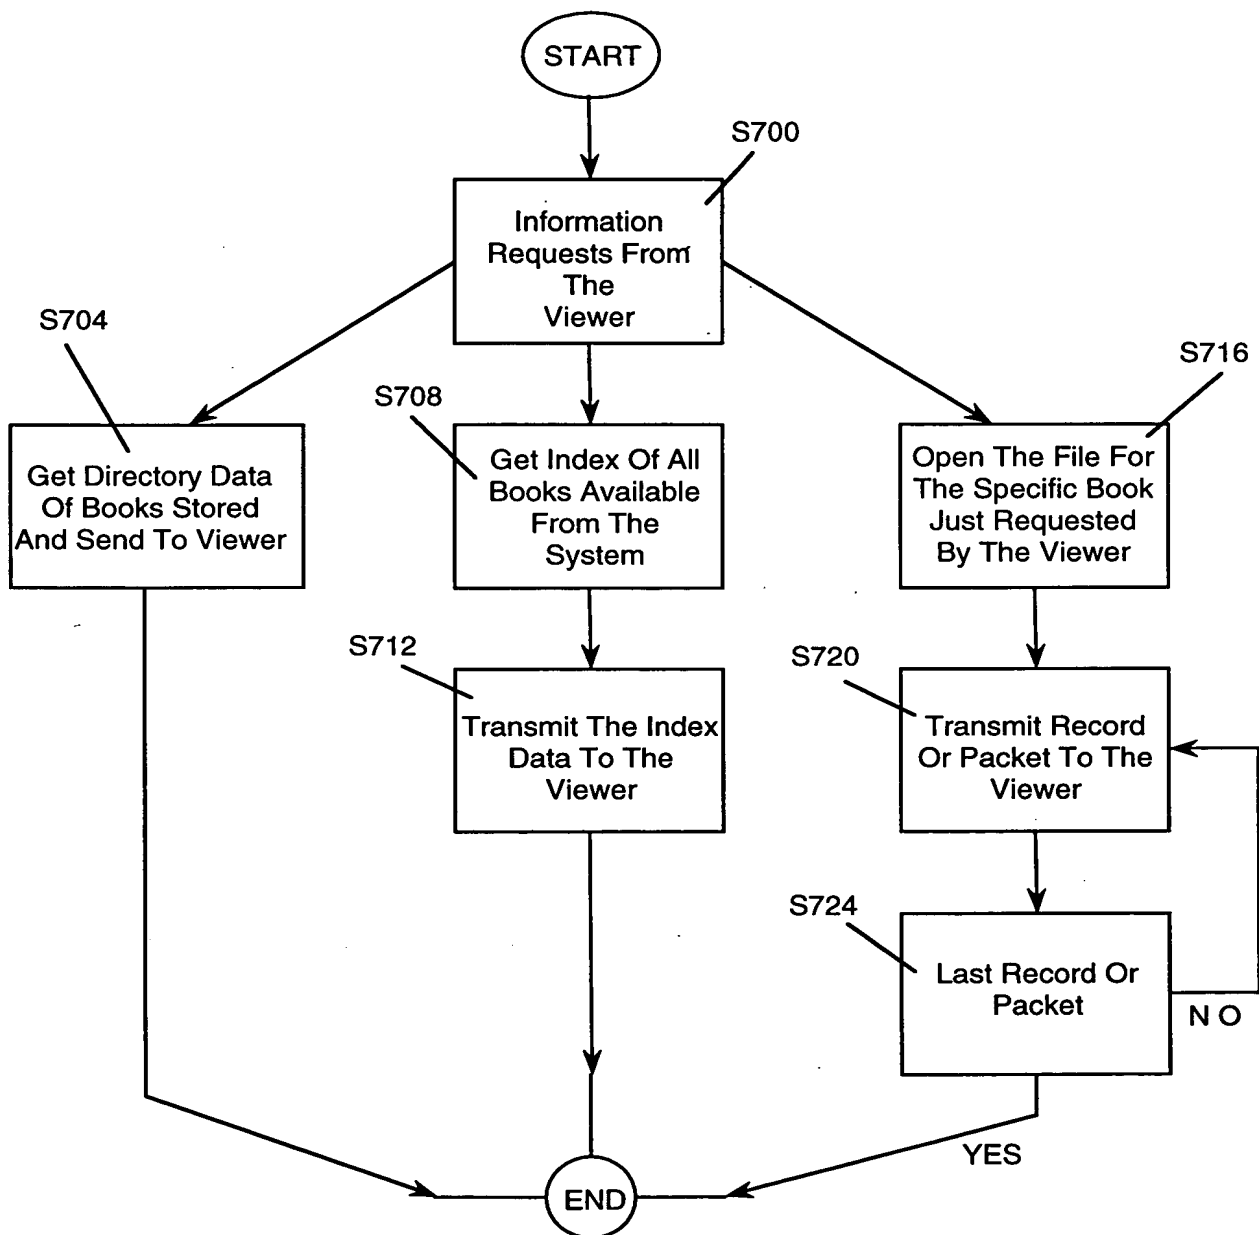 START
S700
Information
Requests From
The
Viewer
S704
Get Directory Data
Of Books Stored
And Send To Viewer
S708
Get Index Of All
Books Available
From The
System
S716
Open The File For
The Specific Book
Just Requested
By The Viewer
S712
Transmit The Index
Data To The
Viewer
S720
Transmit Record
Or Packet To The
Viewer
S724
Last Record Or
Packet
N O
YES
END